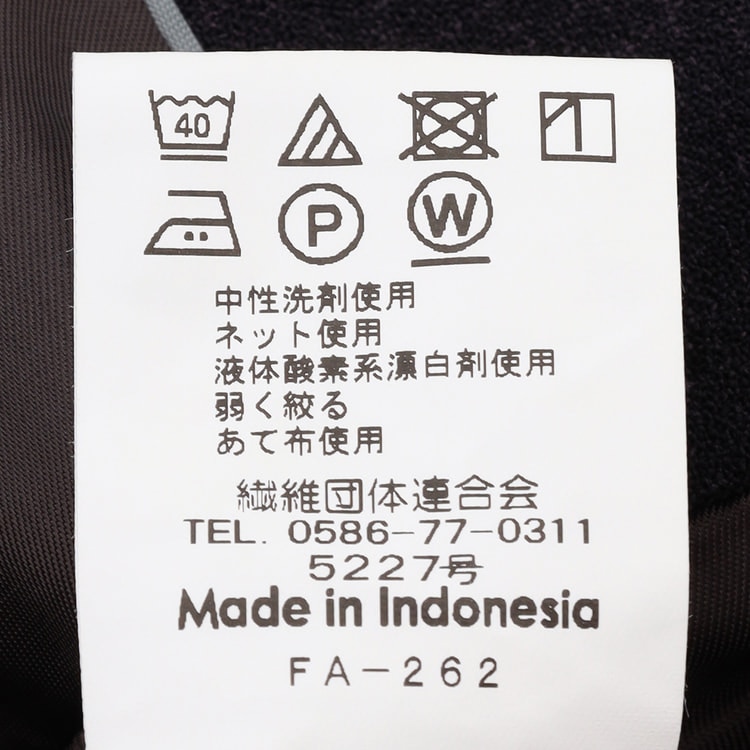 40
P W
中性洗剤使用
ネット使用
液体酸素系漂白剤使用
弱く絞る
あて布使用
繊維団体連合会
TEL. 0586-77-0311
5227号
Made in Indonesia
FA-262